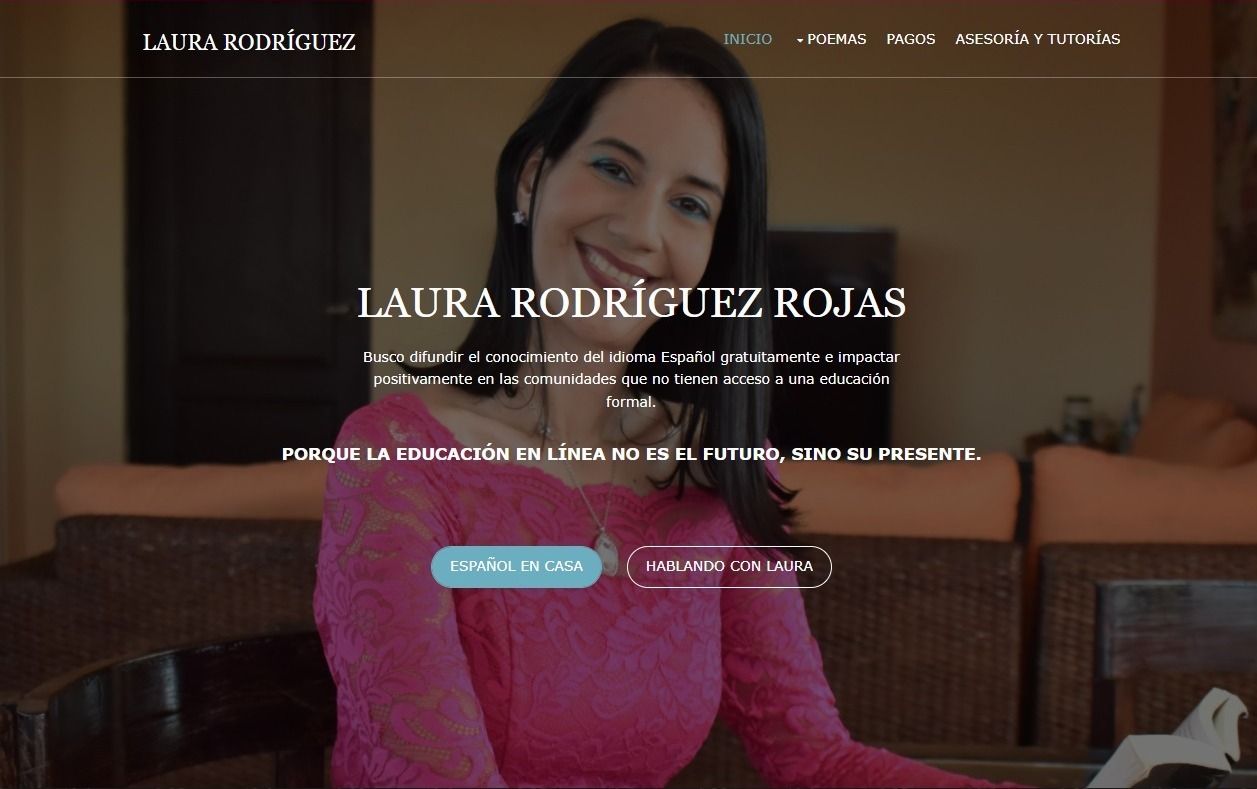 LAURA RODRÍGUEZ
INICIO
POEMAS
PAGOS
ASESORÍA Y TUTORÍAS
LAURA RODRÍGUEZ ROJAS
Busco difundir el conocimiento del idioma Español gratuitamente e impactar
positivamente en las comunidades que no tienen acceso a una educación
formal.
PORQUE LA EDUCACIÓN EN LÍNEA NO ES EL FUTURO, SINO SU PRESENTE.
ESPAÑOL EN CASA
HABLANDO CON LAURA